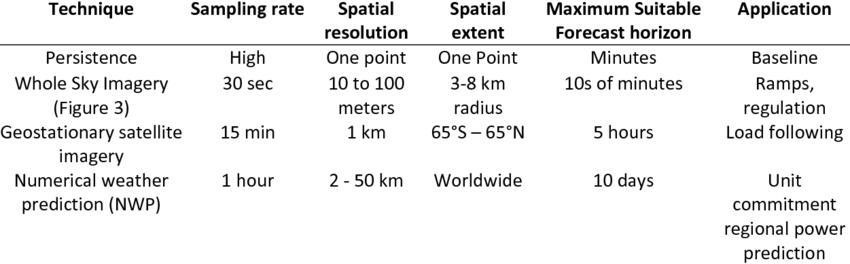 Technique Sampling rate Spatial resolution Spatial extent Maximum Suitable Forecast horizon Application
Persistence High One point One Point Minutes Baseline
Whole Sky Imagery (Figure 3) 30 sec 10 to 100 meters 3-8 km radius 10s of minutes Ramps, regulation
Geostationary satellite imagery 15 min 1 km 65°S – 65°N 5 hours Load following
Numerical weather prediction (NWP) 1 hour 2 - 50 km Worldwide 10 days Unit commitment regional power prediction